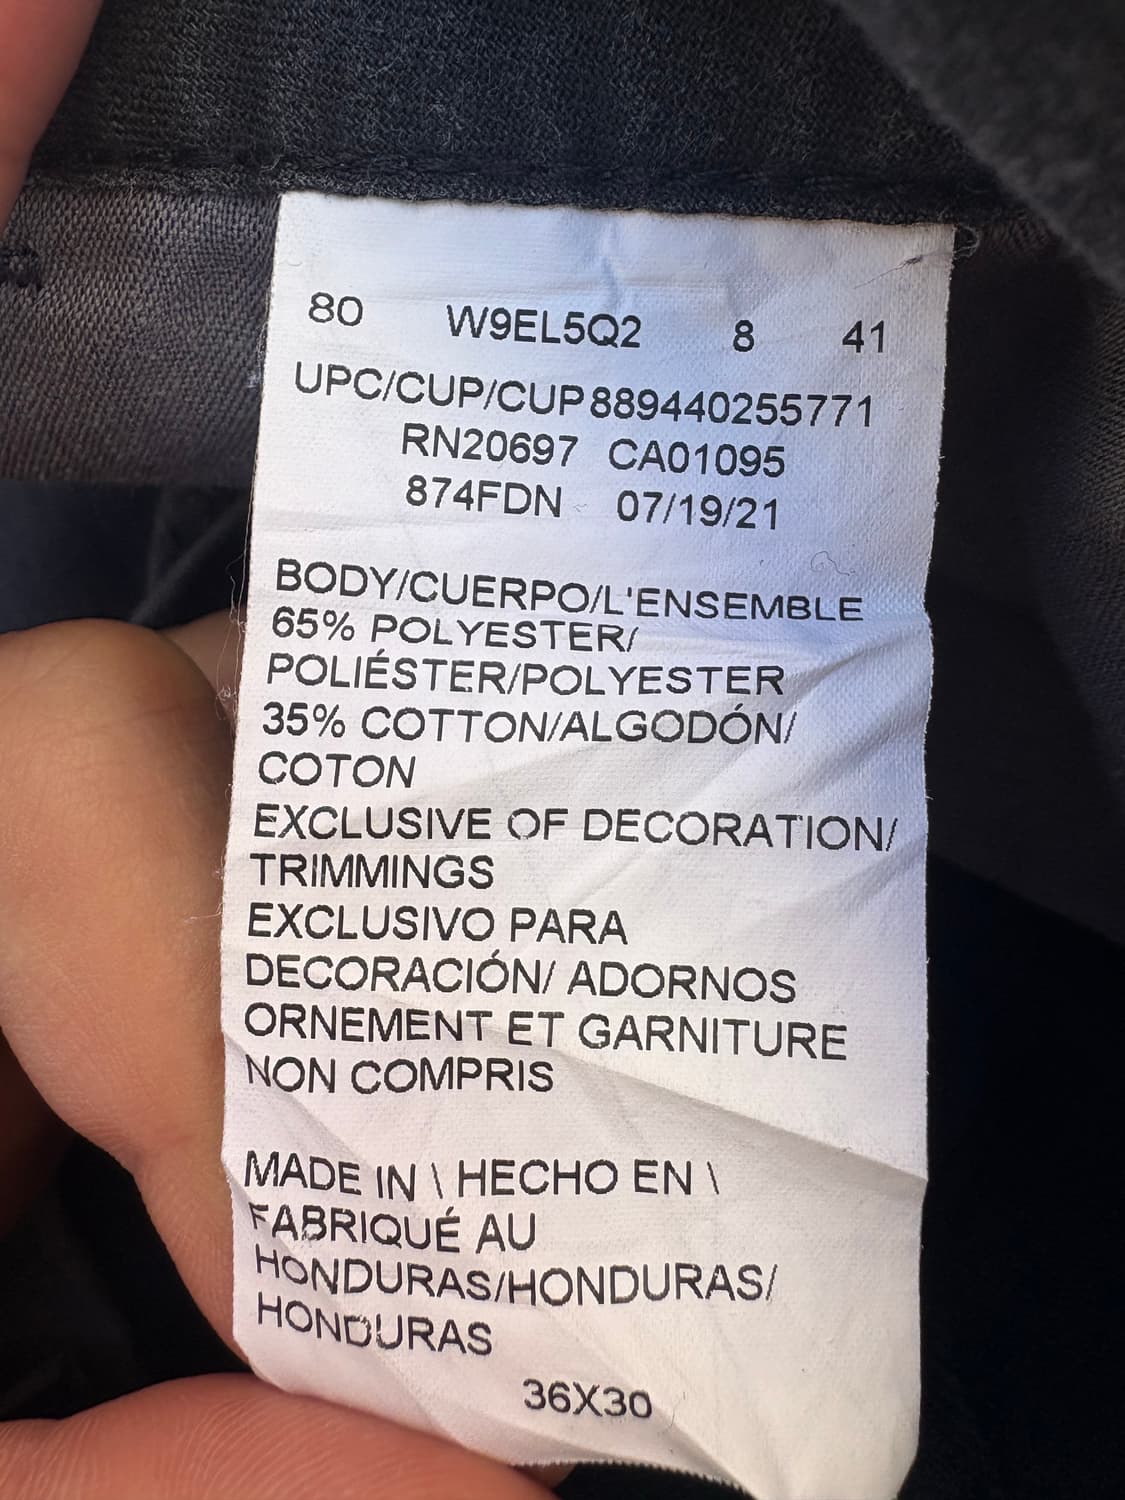 80 W9EL5Q2 8 41
UPC/CUP/CUP889440255771
RN20697 CA01095
874FDN 07/19/21
BODY/CUERPO/L'ENSEMBLE
65% POLYESTER/
POLIÉSTER/POLYESTER
35% COTTON/ALGODÓN/
COTON
EXCLUSIVE OF DECORATION/
TRIMMINGS
EXCLUSIVO PARA
DECORACIÓN/ ADORNOS
ORNEMENT ET GARNITURE
NON COMPRIS
MADE IN \ HECHO EN \
FABRIQUÉ AU
HONDURAS/HONDURAS/
HONDURAS
36X30